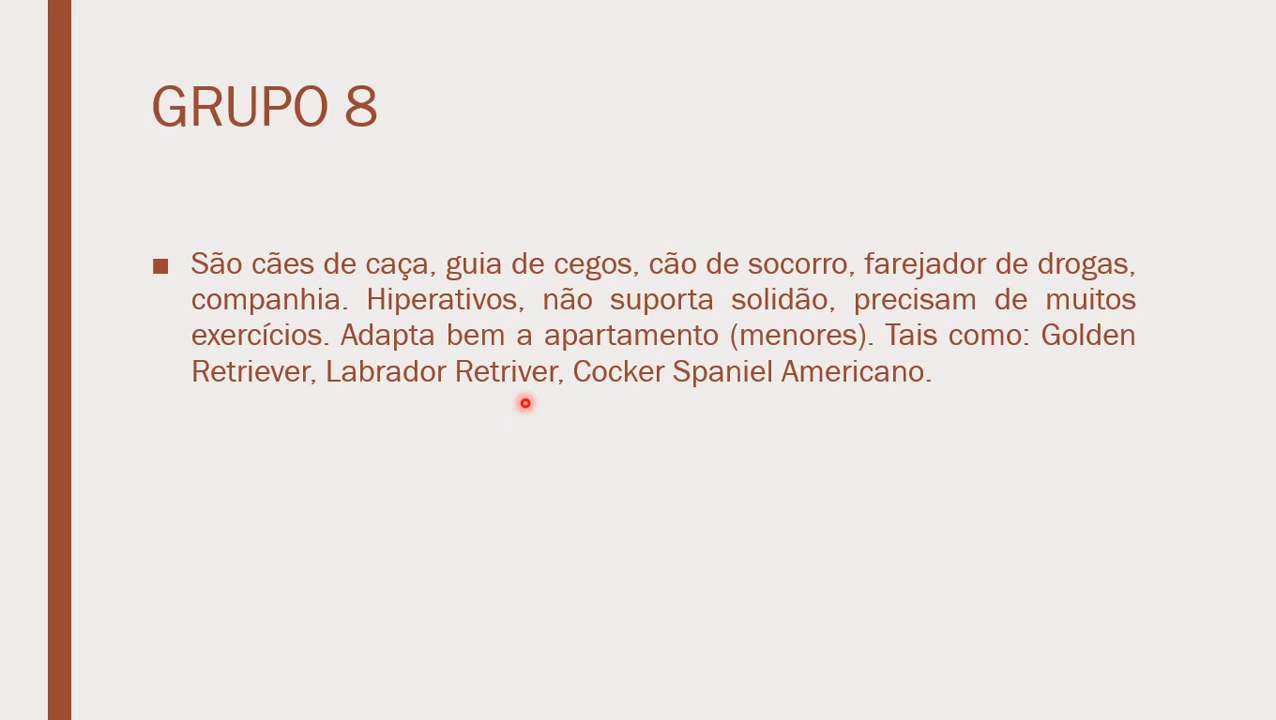 GRUPO 8
São cães de caça, guia de cegos, cão de socorro, farejador de drogas,
companhia. Hiperativos, não suporta solidão, precisam de muitos
exercícios. Adapta bem a apartamento (menores). Tais como: Golden
Retriever, Labrador Retriver, Cocker Spaniel Americano.